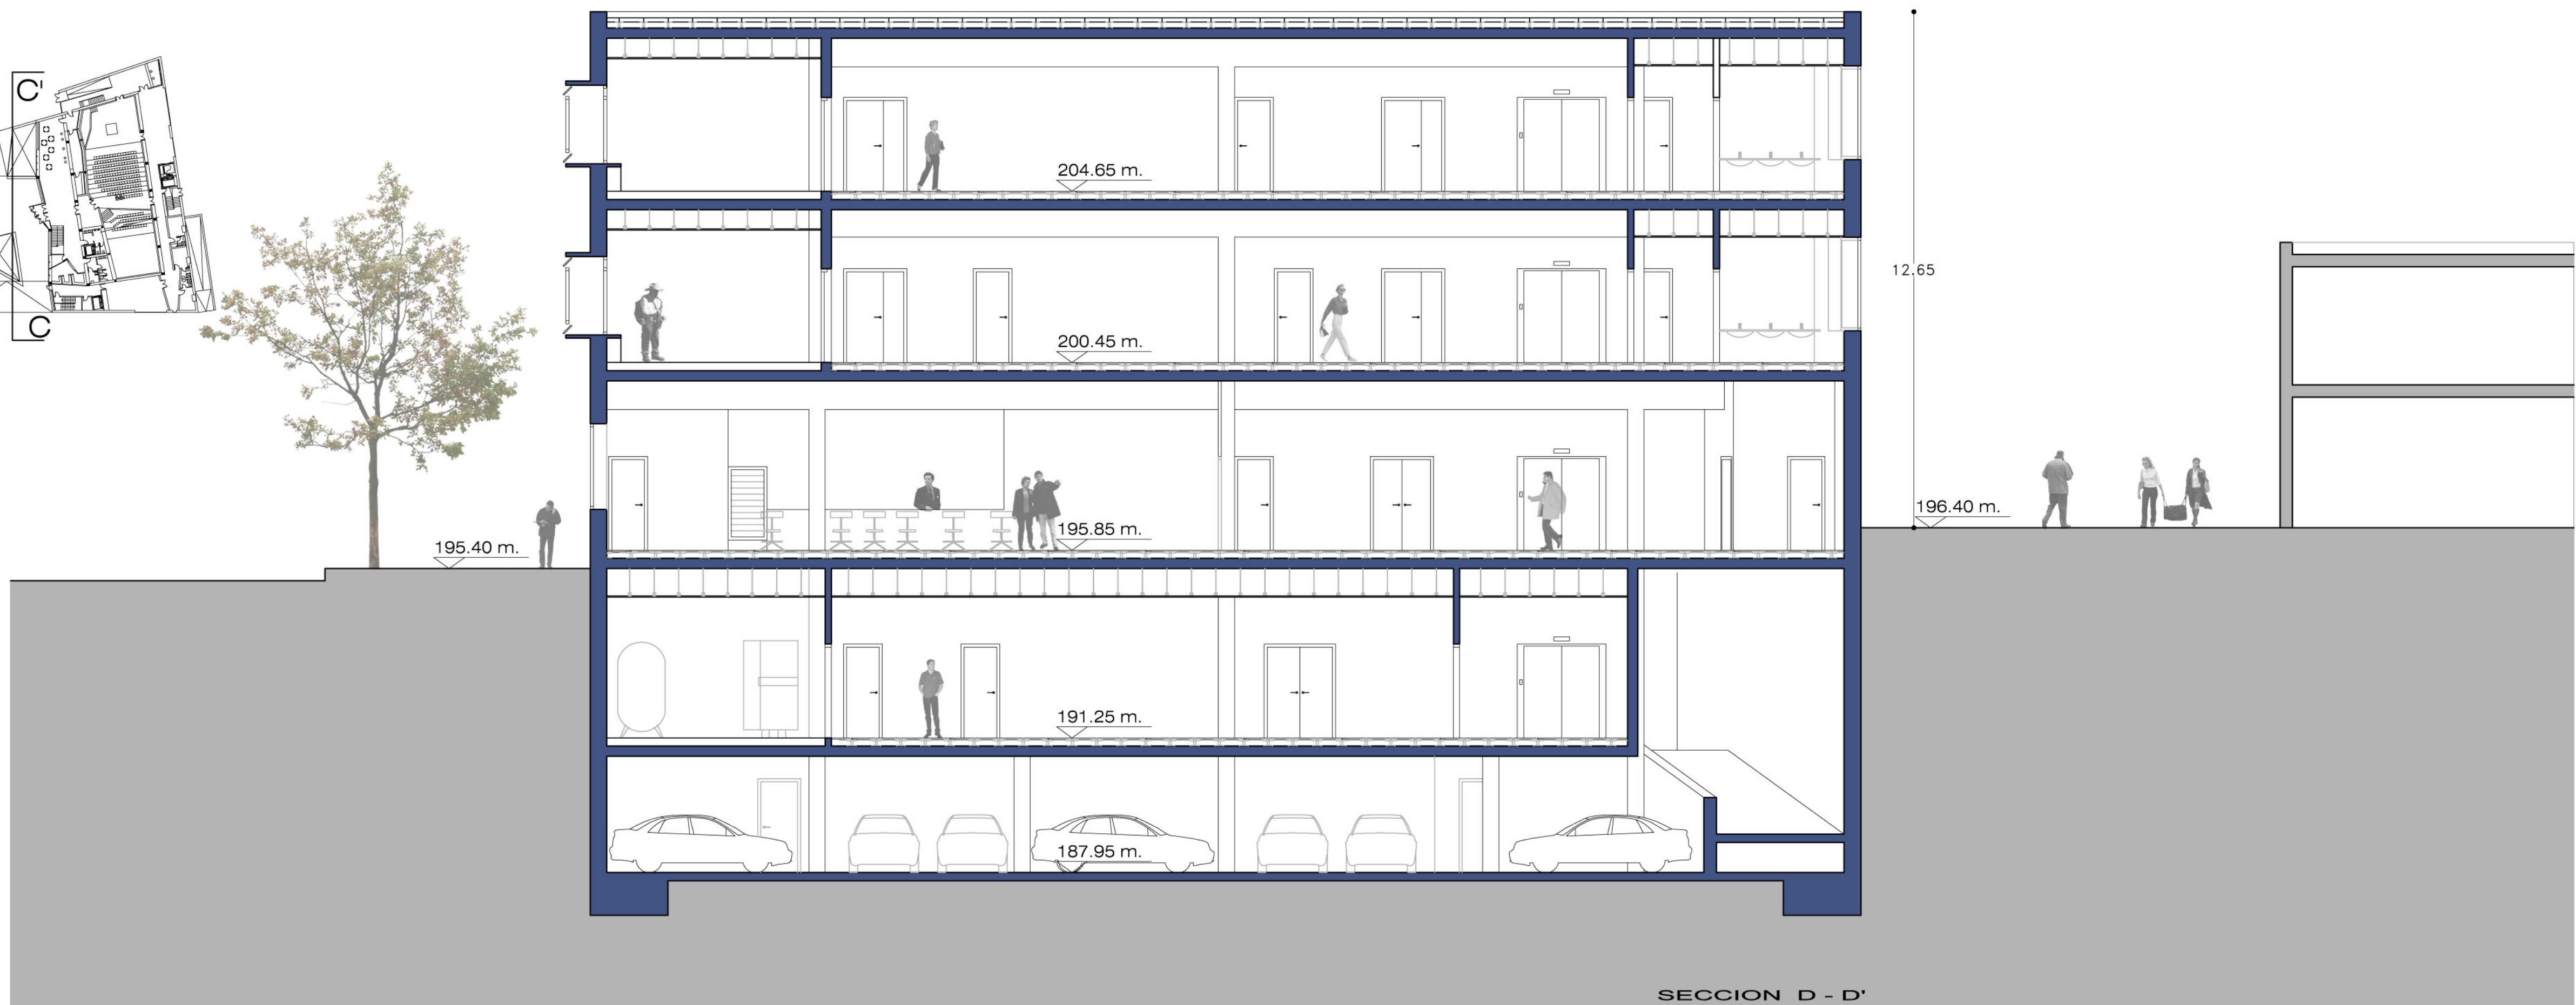 C'
C
204.65 m.
200.45 m.
12.65
196.40 m.
195.85 m.
195.40 m.
191.25 m.
187.95 m.
SECCION D - D'